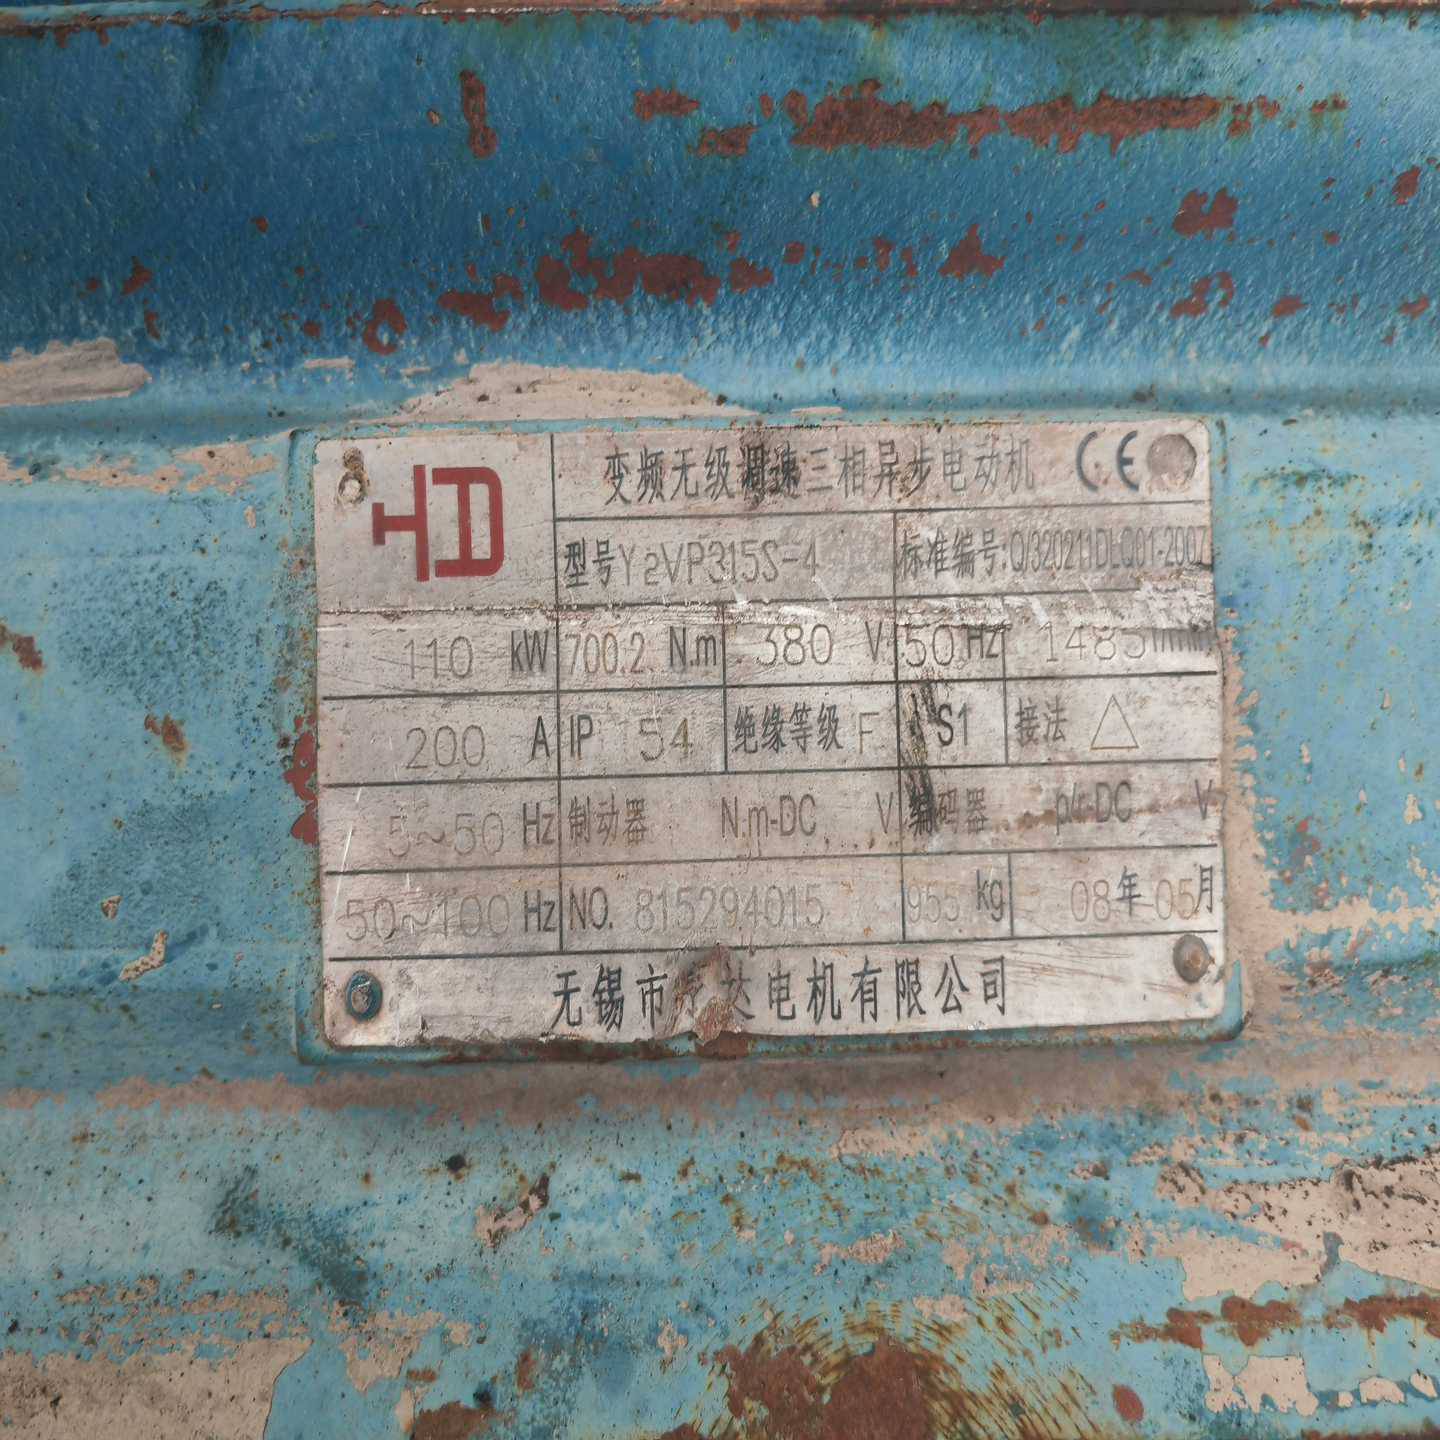 变频无级调速三相异步电动机 CE
型号Y2VP315S-4 标准编号:Q/320211DLQ01-2007
110 kW 700.2 N.m 380 V 50 Hz 1485 r/min
200 A IP 54 绝缘等级 F S1 接法 △
5~50 Hz 制动器 N.m-DC V 编码器 p/r-DC V
50~100 Hz NO. 815294015 955 kg 08年05月
无锡市 达电机有限公司